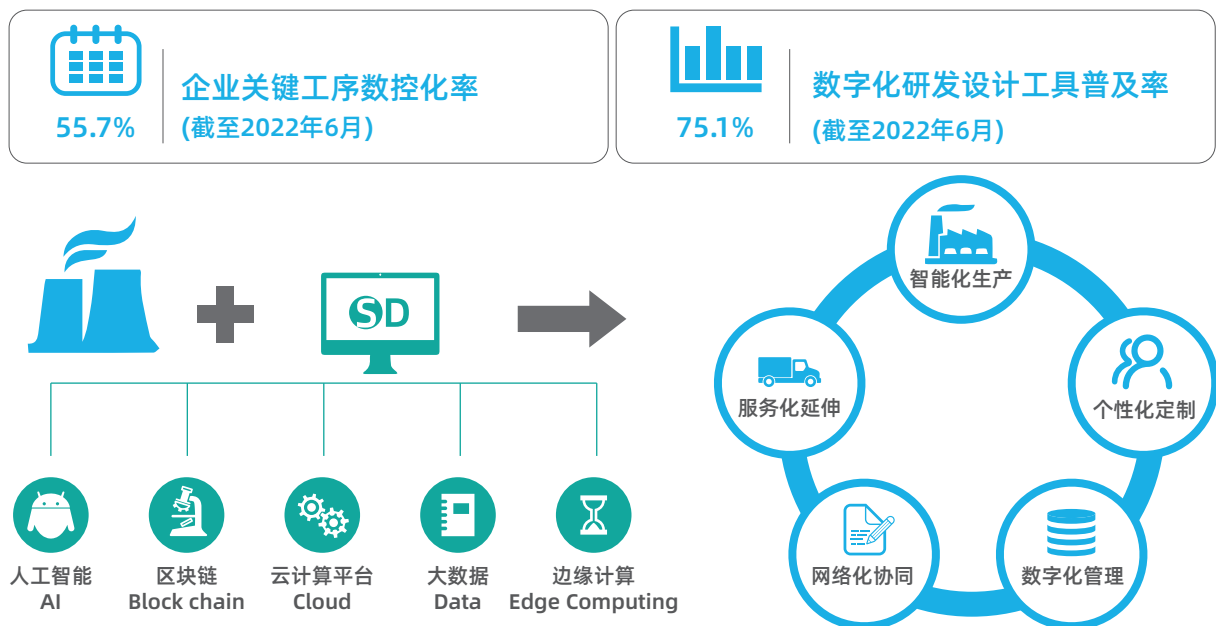 55.7%
企业关键工序数控化率
(截至2022年6月)
75.1%
数字化研发设计工具普及率
(截至2022年6月)
SD
人工智能
AI
区块链
Block chain
云计算平台
Cloud
大数据
Data
边缘计算
Edge Computing
智能化生产
个性化定制
数字化管理
网络化协同
服务化延伸